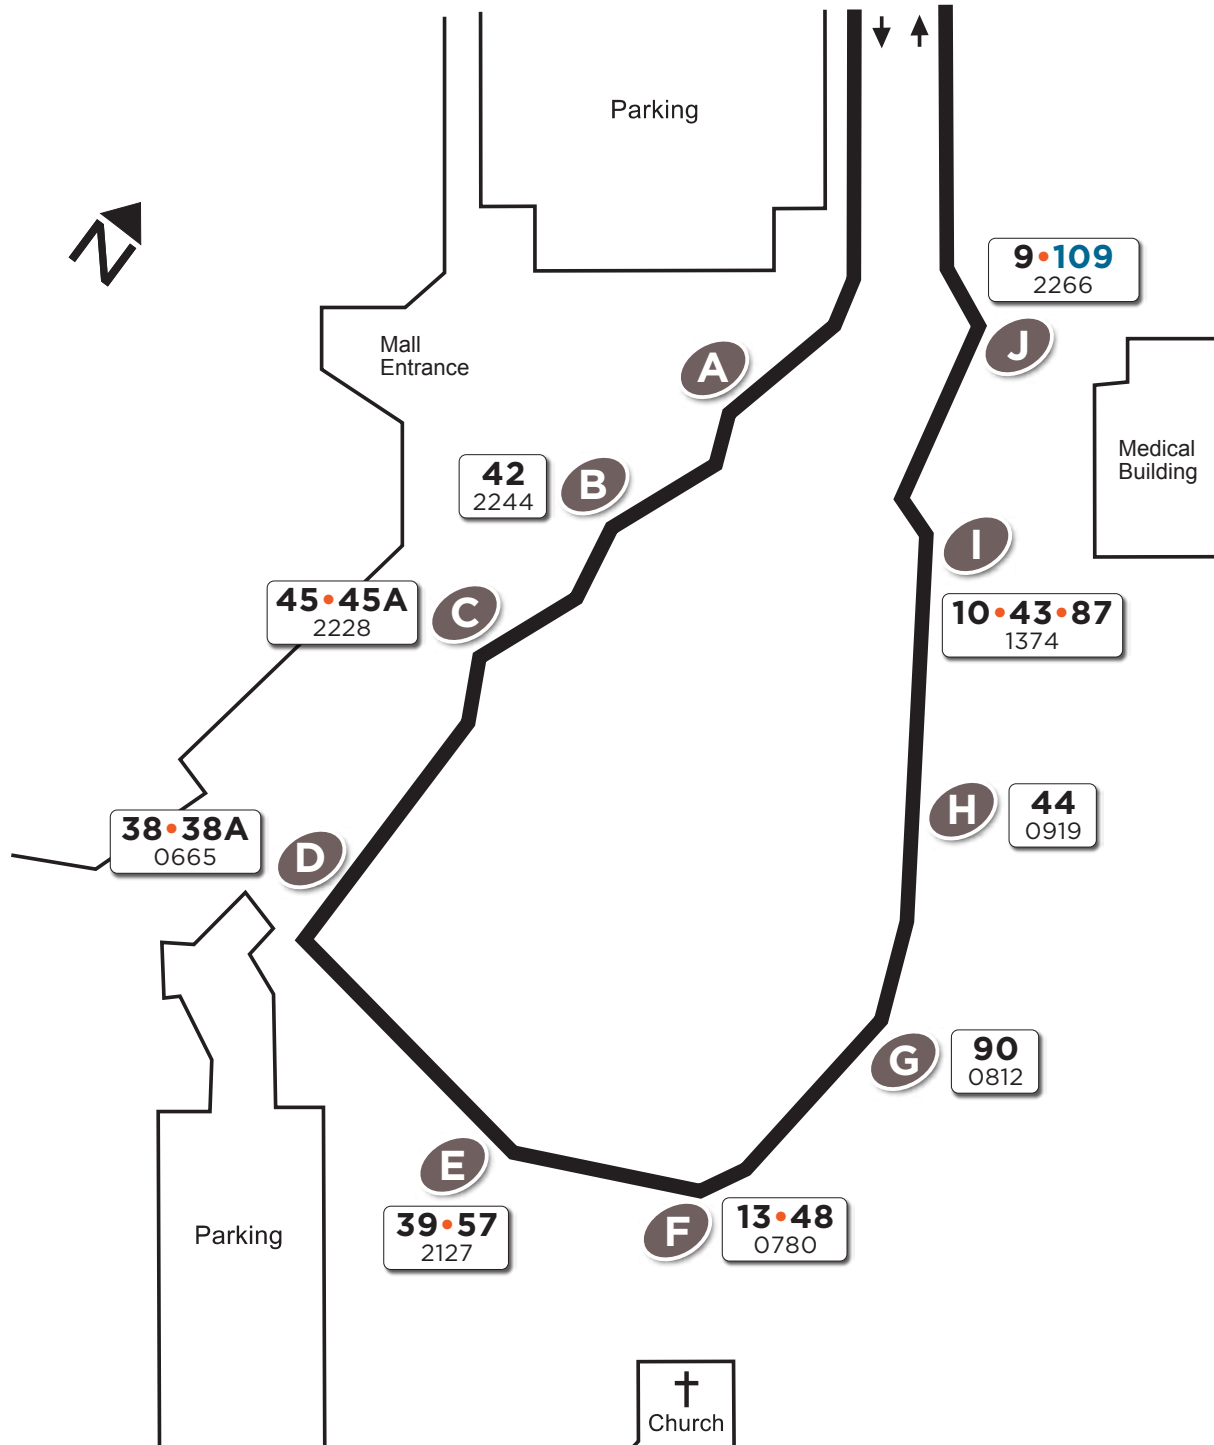 Parking
N
9•109
2266
J
Mall
Entrance
A
Medical
Building
42
2244
B
I
45•45A
2228
C
10•43•87
1374
38•38A
0665
D
H
44
0919
G
90
0812
E
39•57
2127
F
13•48
0780
Parking
Church